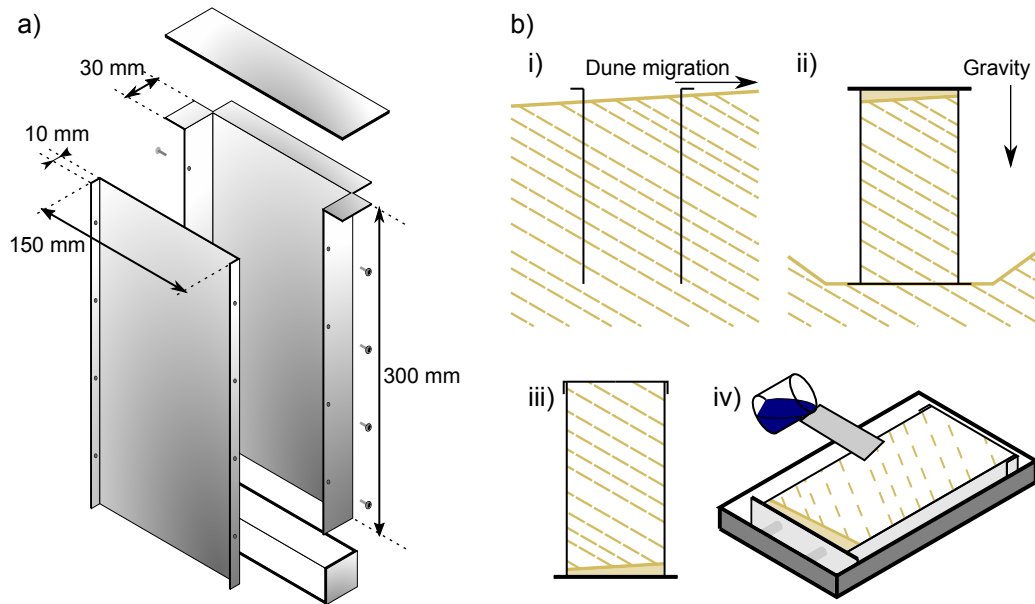 a)
30 mm
10 mm
150 mm
300 mm
b)
i)
Dune migration
ii)
Gravity
iii)
iv)